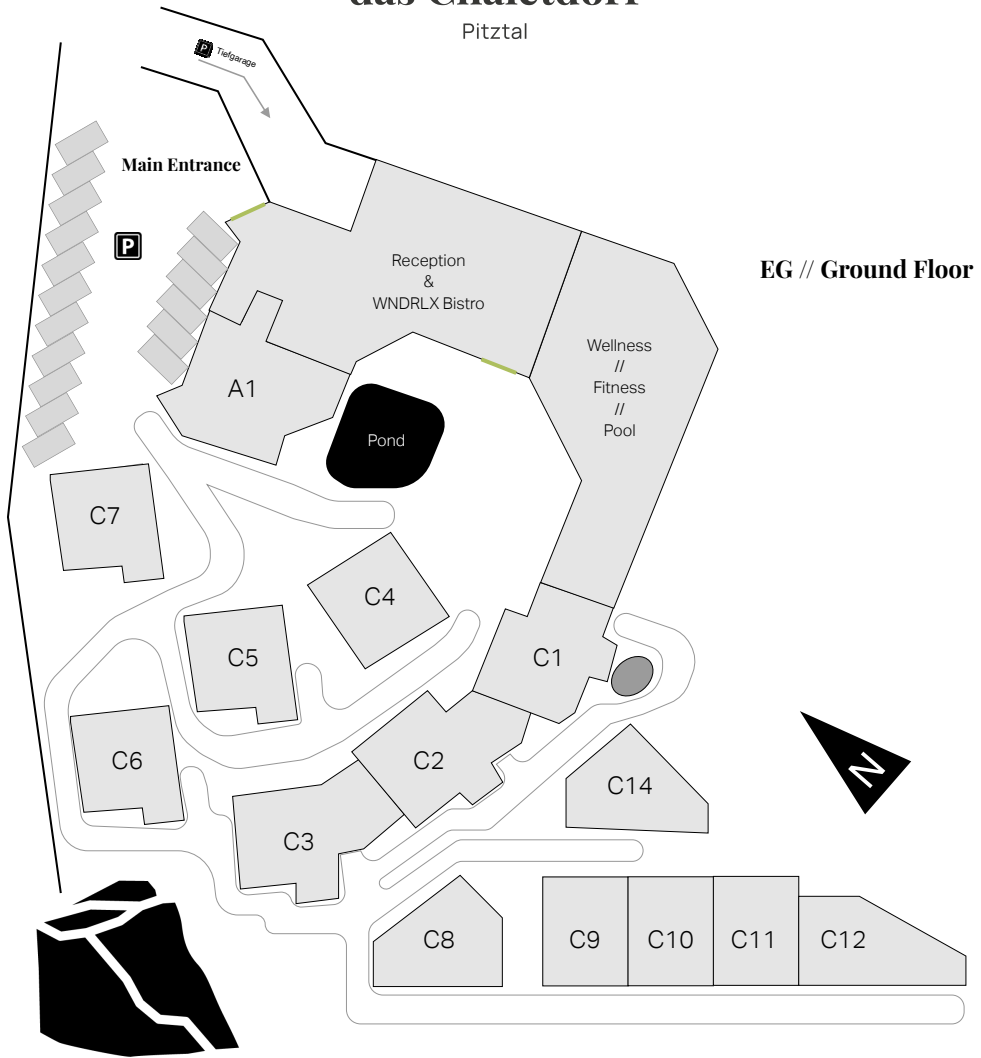 das Chaletdorf
Pitztal
P Tiefgarage
Main Entrance
P
EG // Ground Floor
Reception
&
WNDRLX Bistro
Wellness
//
Fitness
//
Pool
A1
Pond
C7
C4
C5
C1
C6
C2
C14
N
C3
C8
C9
C10
C11
C12